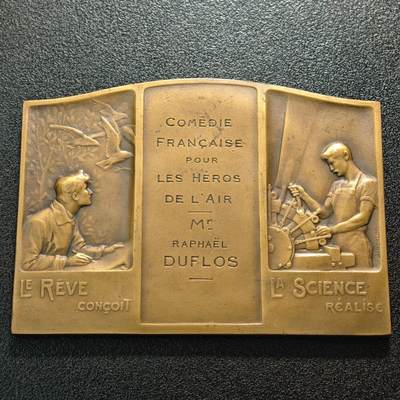 COMÉDIE
FRANÇAISE
POUR
LES HÉROS
DE L'AIR
MR
RAPHAËL
DUFLOS
LE RÊVE
CONÇOIT
LA SCIENCE
RÉALISE